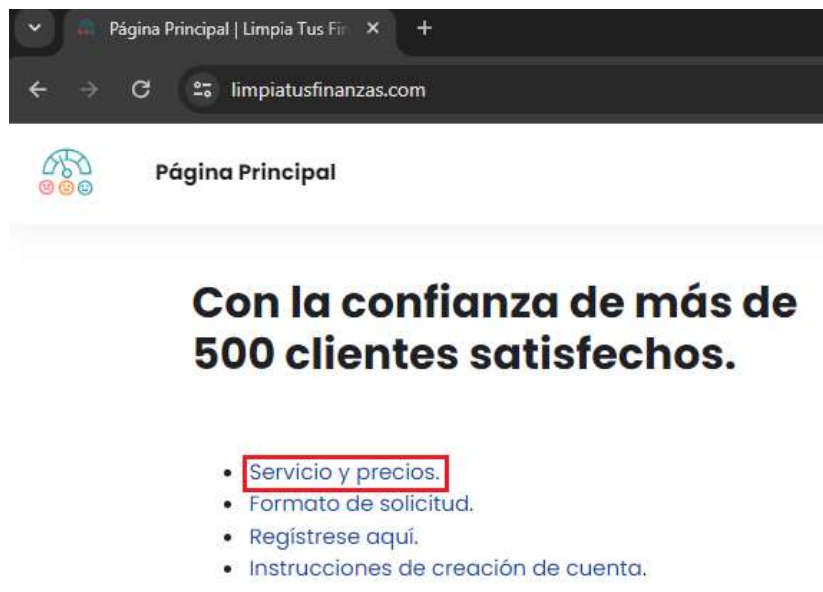 Página Principal | Limpia Tus Fin
limpiatusfinanzas.com
Página Principal
Con la confianza de más de
500 clientes satisfechos.
Servicio y precios.
Formato de solicitud.
Regístrese aquí.
Instrucciones de creación de cuenta.